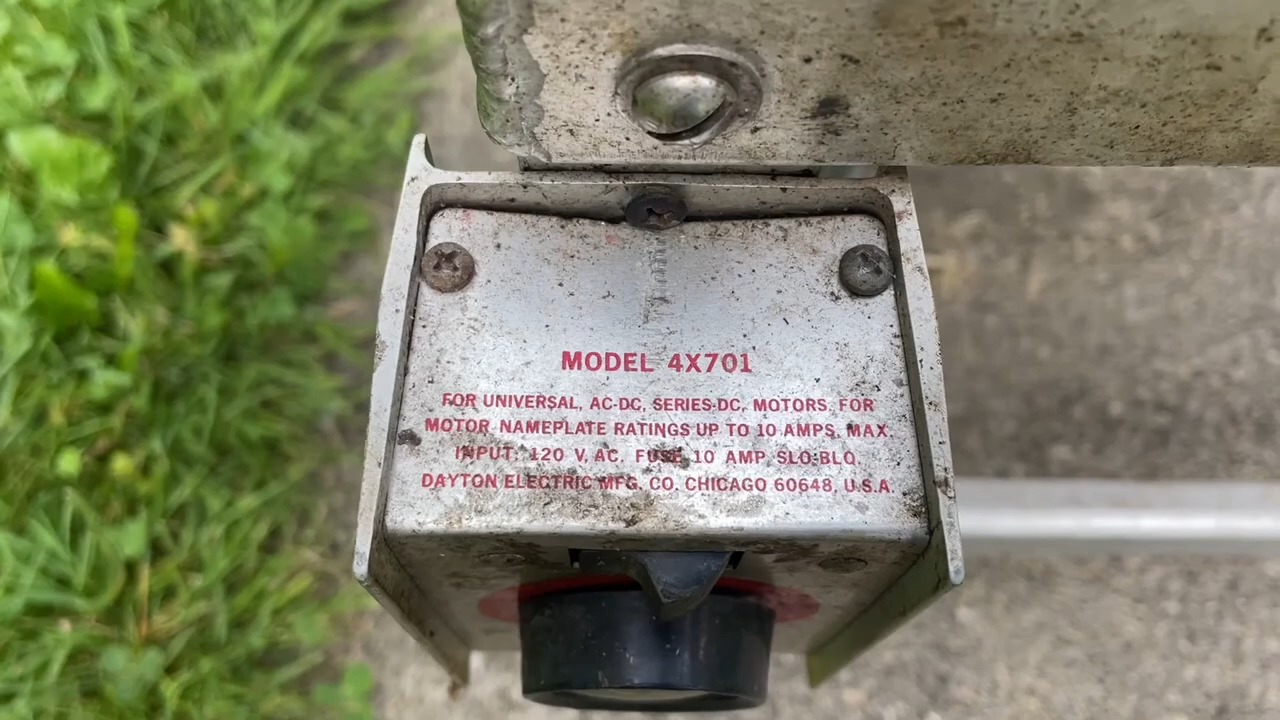 MODEL 4X701
FOR UNIVERSAL, AC-DC, SERIES-DC, MOTORS. FOR
MOTOR NAMEPLATE RATINGS UP TO 10 AMPS. MAX.
INPUT: 120 V. AC. FUSE 10 AMP SLO-BLO.
DAYTON ELECTRIC MFG. CO. CHICAGO 60648, U.S.A.